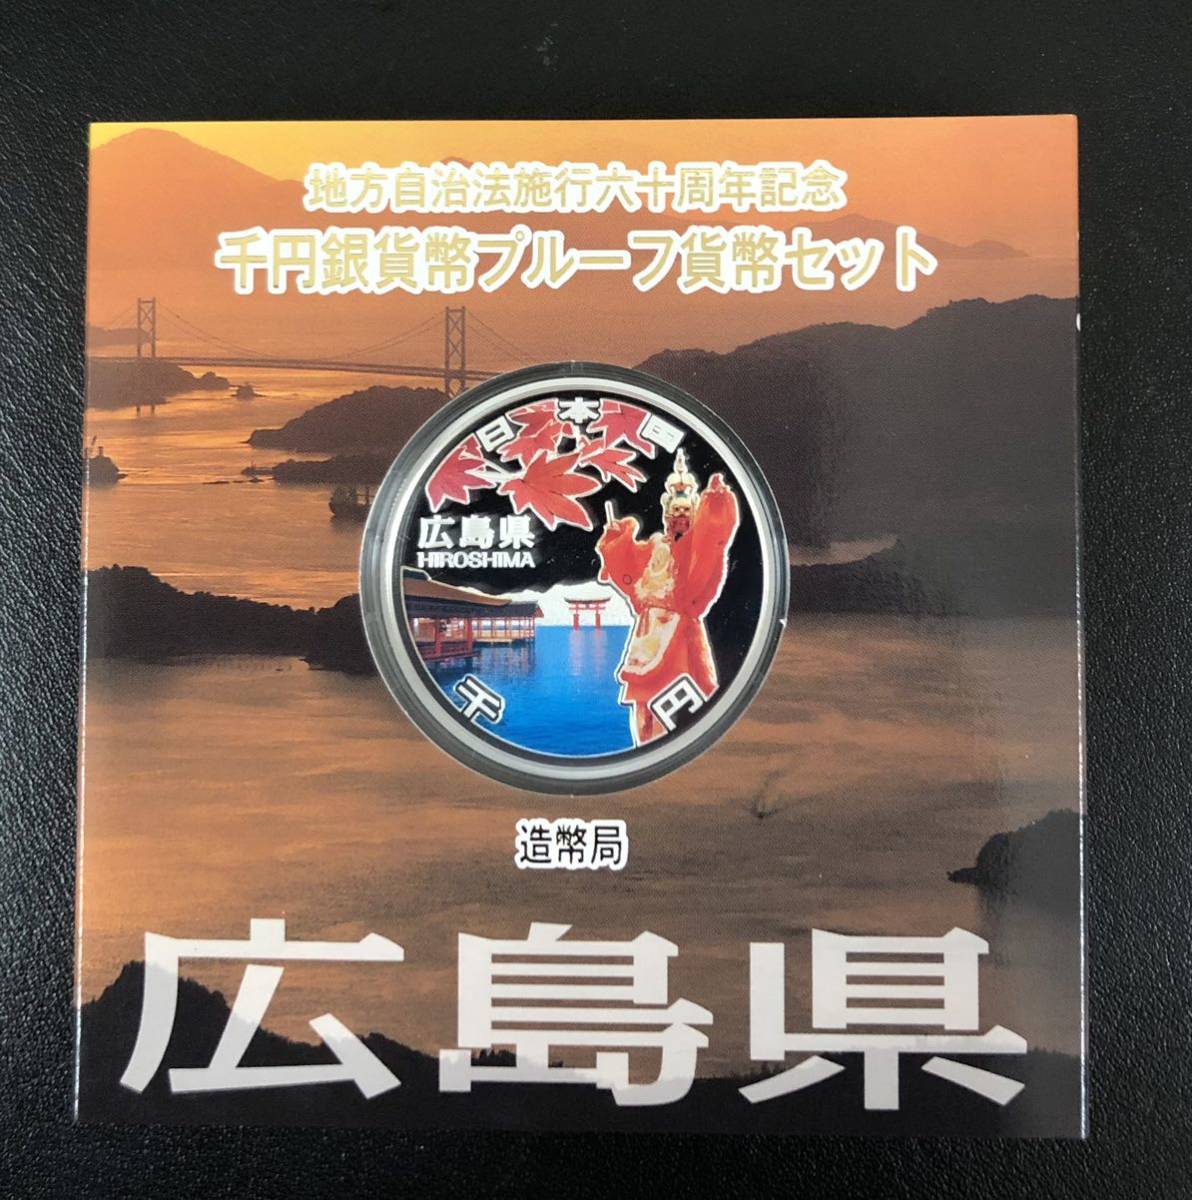 地方自治法施行六十周年記念
千円銀貨幣プルーフ貨幣セット
日本国
広島県
HIROSHIMA
千円
造幣局
広島県